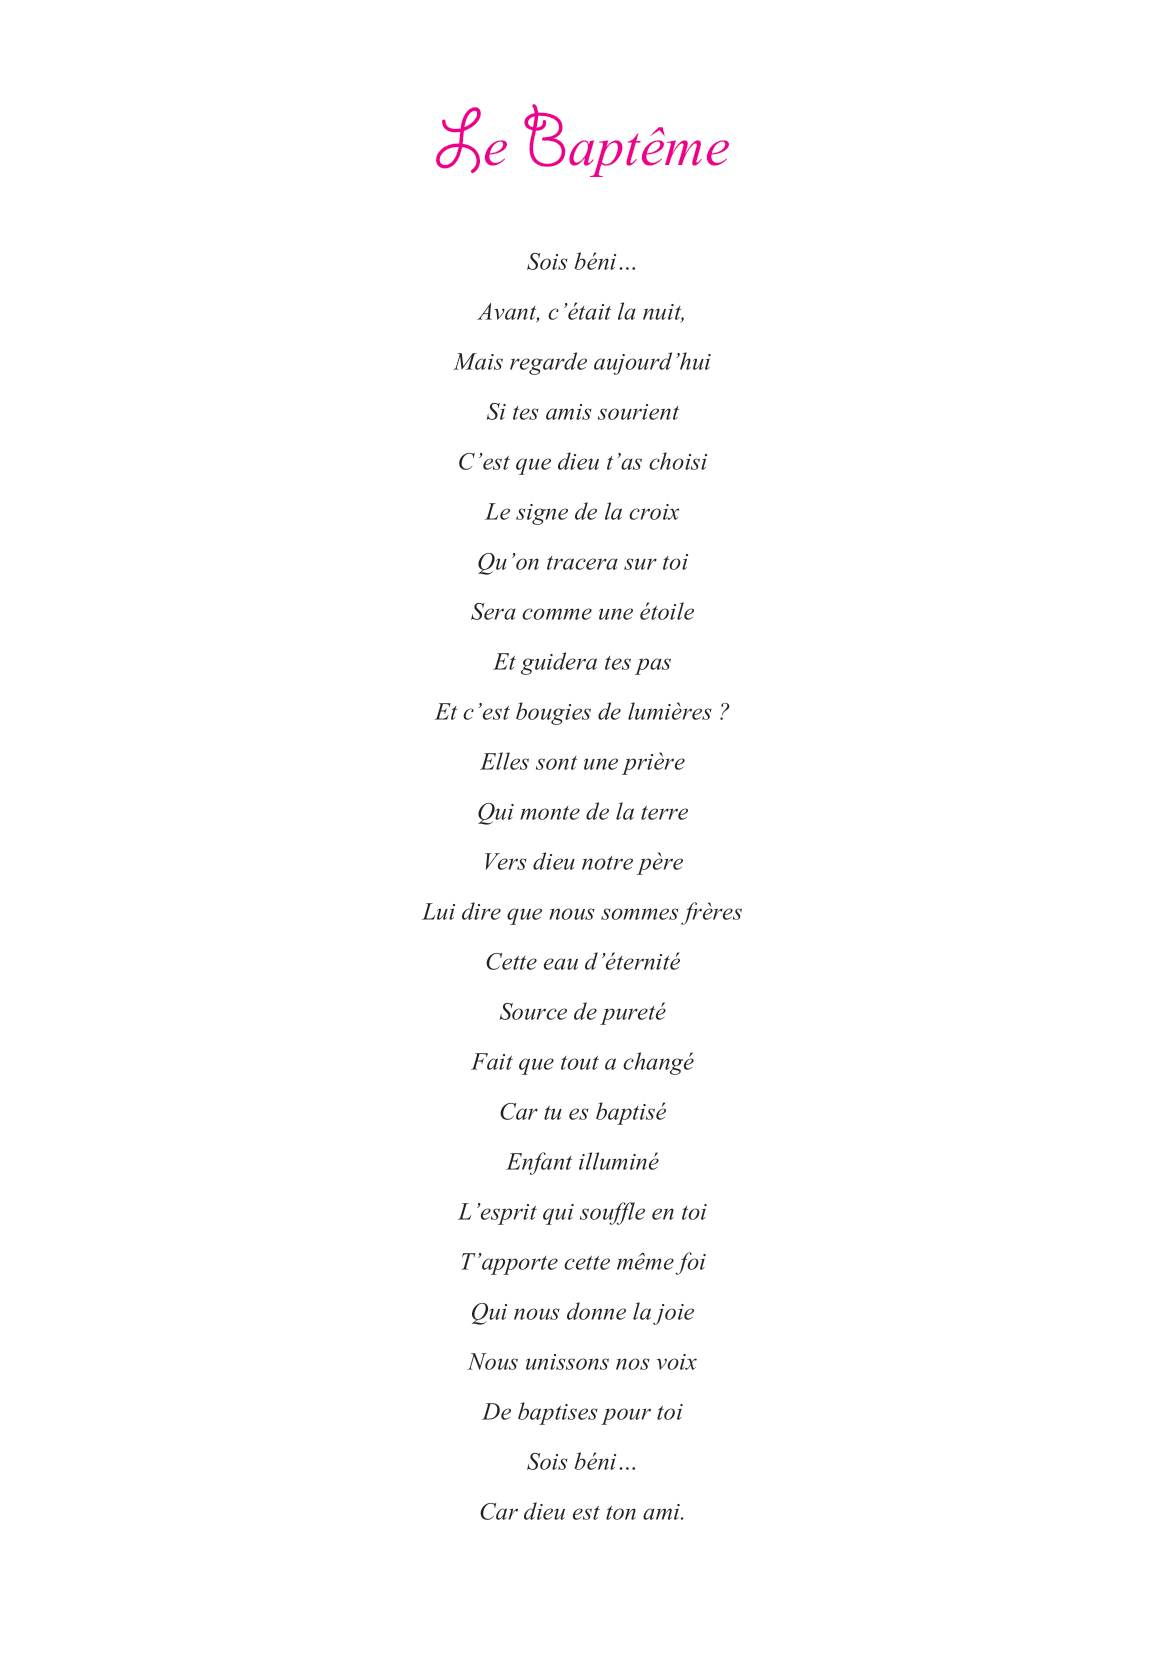 Le Baptême
Sois béni…
Avant, c’était la nuit,
Mais regarde aujourd’hui
Si tes amis sourient
C’est que dieu t’as choisi
Le signe de la croix
Qu’on tracera sur toi
Sera comme une étoile
Et guidera tes pas
Et c’est bougies de lumières ?
Elles sont une prière
Qui monte de la terre
Vers dieu notre père
Lui dire que nous sommes frères
Cette eau d’éternité
Source de pureté
Fait que tout a changé
Car tu es baptisé
Enfant illuminé
L’esprit qui souffle en toi
T’apporte cette même foi
Qui nous donne la joie
Nous unissons nos voix
De baptises pour toi
Sois béni…
Car dieu est ton ami.